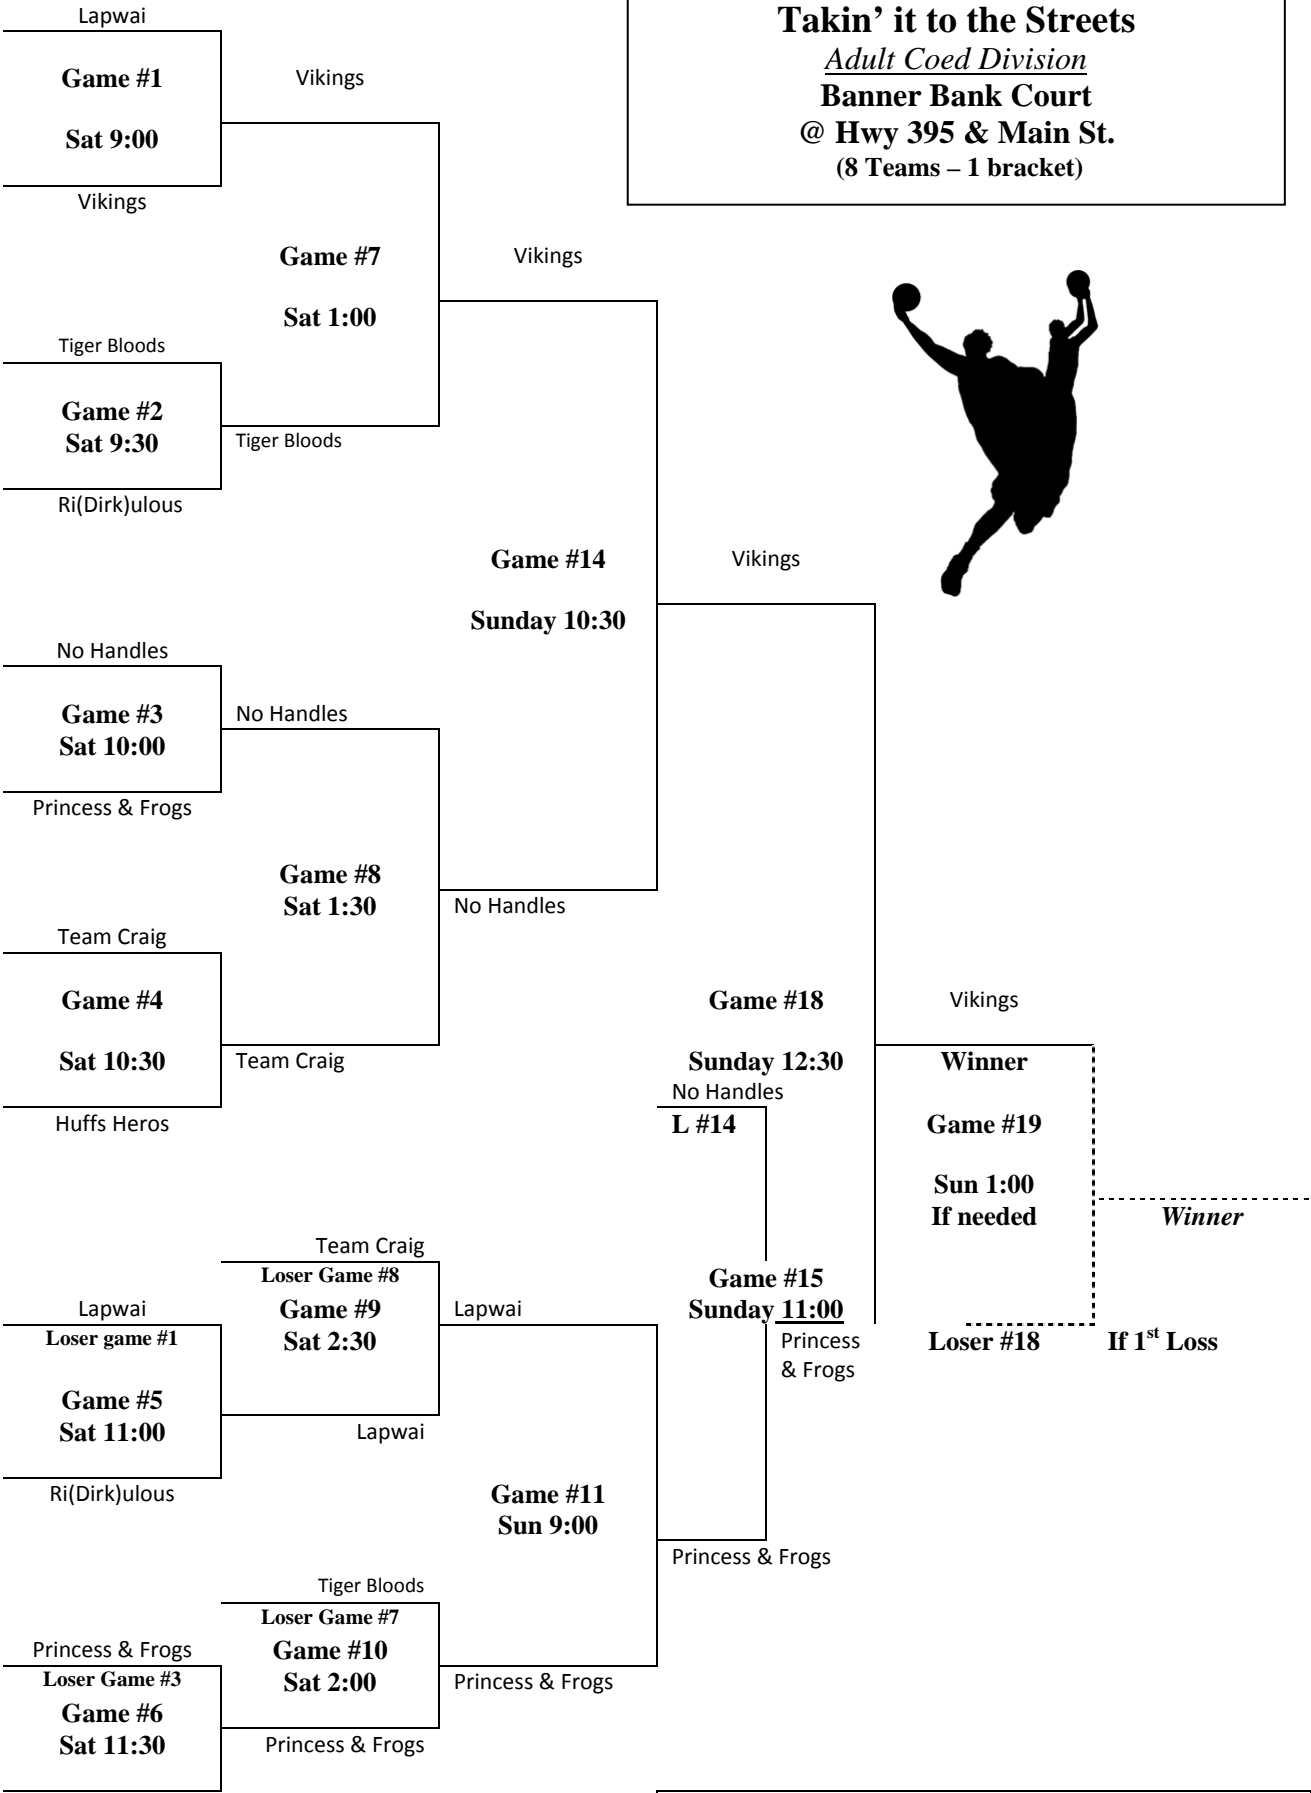 Lapwai
Takin’ it to the Streets
Adult Coed Division
Banner Bank Court
@ Hwy 395 & Main St.
(8 Teams – 1 bracket)
Game #1
Sat 9:00
Vikings
Vikings
Game #7
Sat 1:00
Vikings
Tiger Bloods
Game #2
Sat 9:30
Tiger Bloods
Ri(Dirk)ulous
Game #14
Sunday 10:30
Vikings
No Handles
Game #3
Sat 10:00
No Handles
Princess & Frogs
Game #8
Sat 1:30
No Handles
Team Craig
Game #4
Sat 10:30
Team Craig
Huffs Heros
Game #18
Sunday 12:30
Vikings
Winner
No Handles
L #14
Game #19
Sun 1:00
If needed
Winner
Team Craig
Loser Game #8
Game #9
Sat 2:30
Lapwai
Lapwai
Loser game #1
Game #5
Sat 11:00
Lapwai
Ri(Dirk)ulous
Game #15
Sunday 11:00
Princess
& Frogs
Loser #18
If 1st Loss
Game #11
Sun 9:00
Princess & Frogs
Tiger Bloods
Loser Game #7
Game #10
Sat 2:00
Princess & Frogs
Princess & Frogs
Loser Game #3
Game #6
Sat 11:30
Princess & Frogs